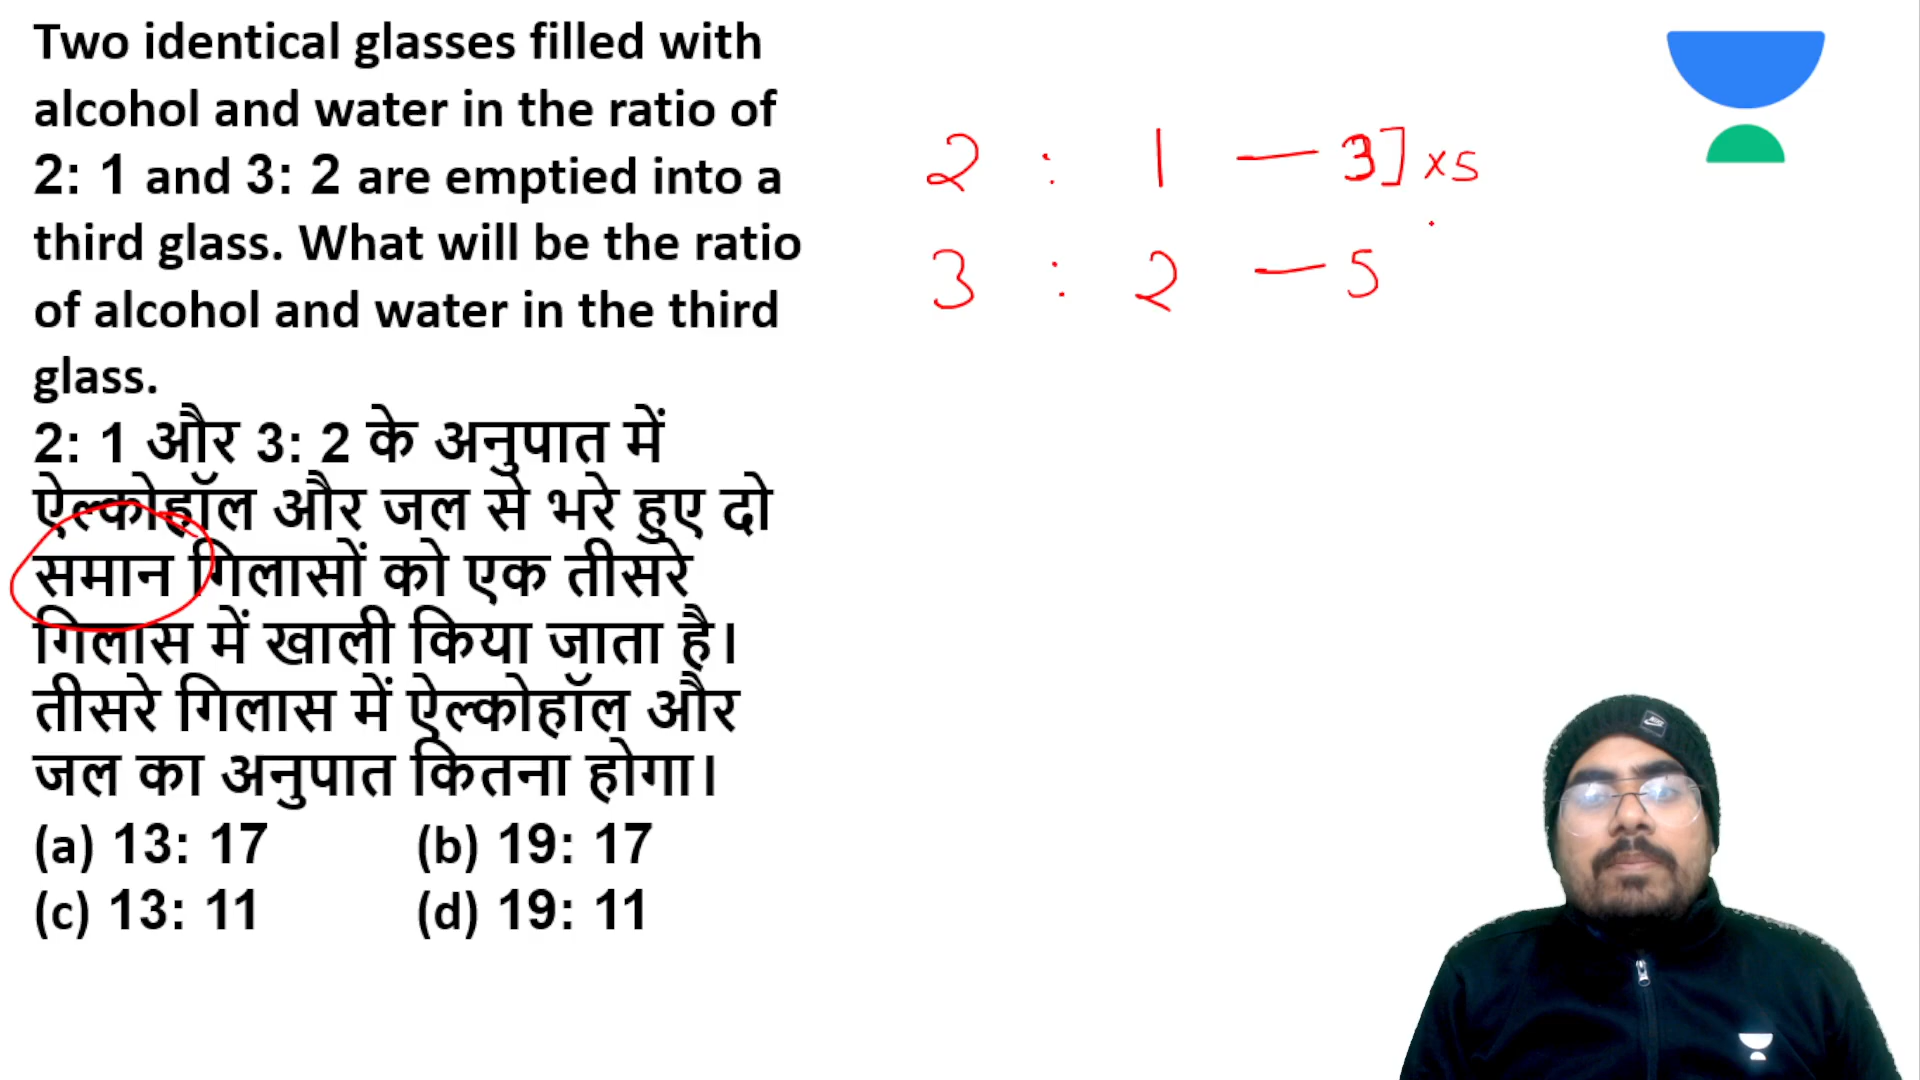 Two identical glasses filled with
alcohol and water in the ratio of
2: 1 and 3: 2 are emptied into a
third glass. What will be the ratio
of alcohol and water in the third
glass.
2: 1 और 3: 2 के अनुपात में
ऐल्कोहॉल और जल से भरे हुए दो
समान गिलासों को एक तीसरे
गिलास में खाली किया जाता है।
तीसरे गिलास में ऐल्कोहॉल और
जल का अनुपात कितना होगा।
(a) 13: 17 (b) 19: 17
(c) 13: 11 (d) 19: 11
2 : 1 — 3] ×5
3 : 2 — 5